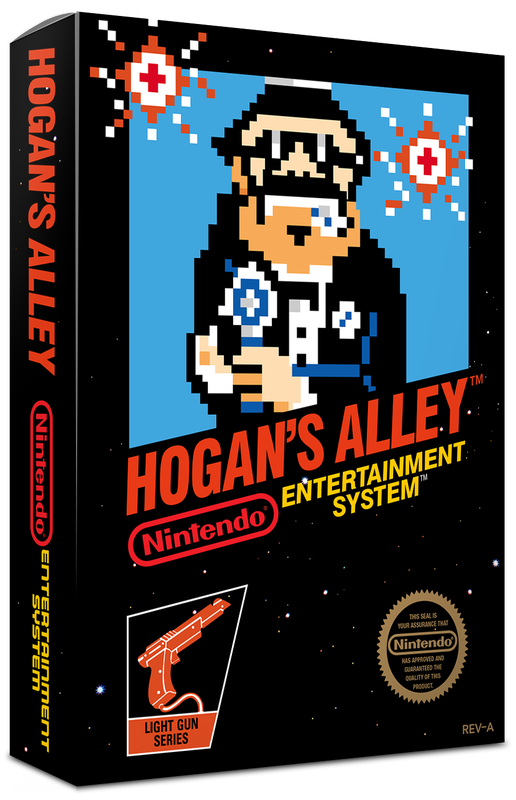 HOGAN'S ALLEY
Nintendo
ENTERTAINMENT
SYSTEM
HOGAN'S ALLEY™
Nintendo®
ENTERTAINMENT
SYSTEM™
LIGHT GUN
SERIES
THIS SEAL IS
YOUR ASSURANCE THAT
Nintendo
HAS APPROVED AND
GUARANTEED THE
QUALITY OF THIS
PRODUCT.
REV-A